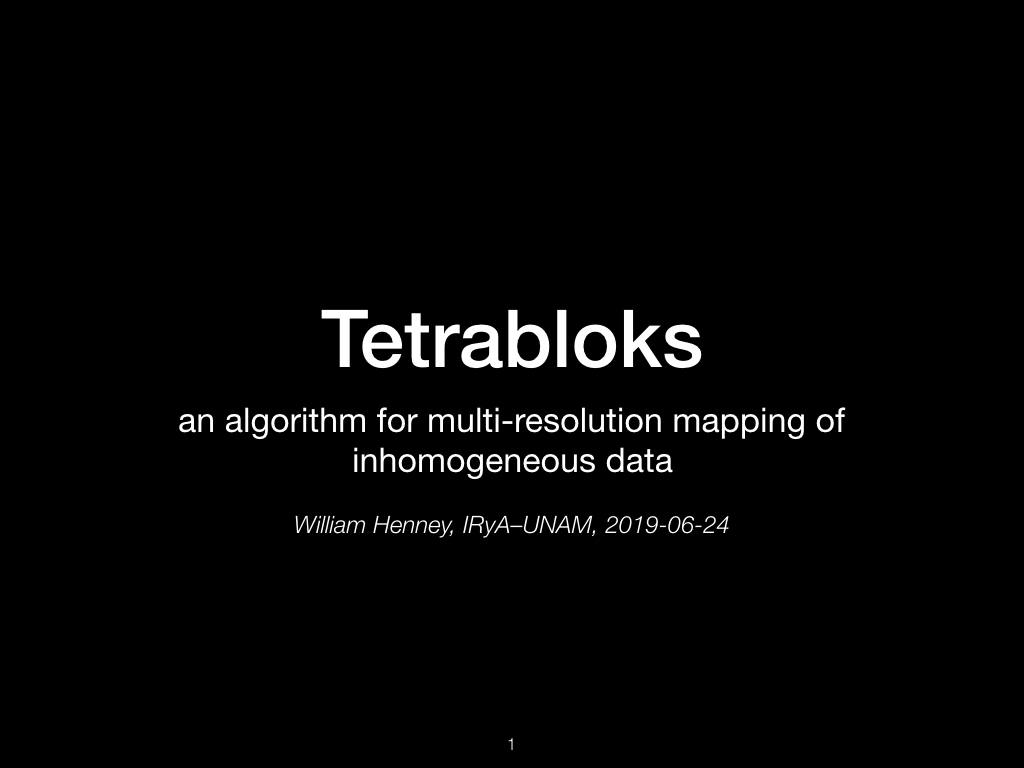 Tetrabloks
an algorithm for multi-resolution mapping of
inhomogeneous data
William Henney, IRyA–UNAM, 2019-06-24
1